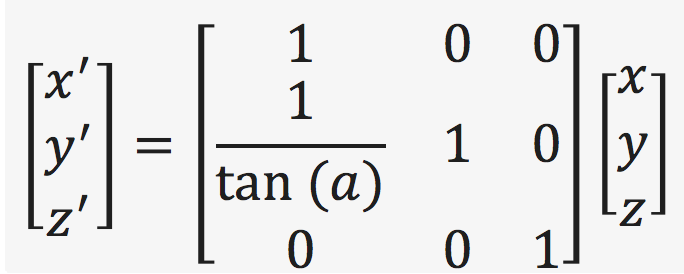 [x′ y′ z′] = [1 0 0; 1/tan (a) 1 0; 0 0 1] [x y z]